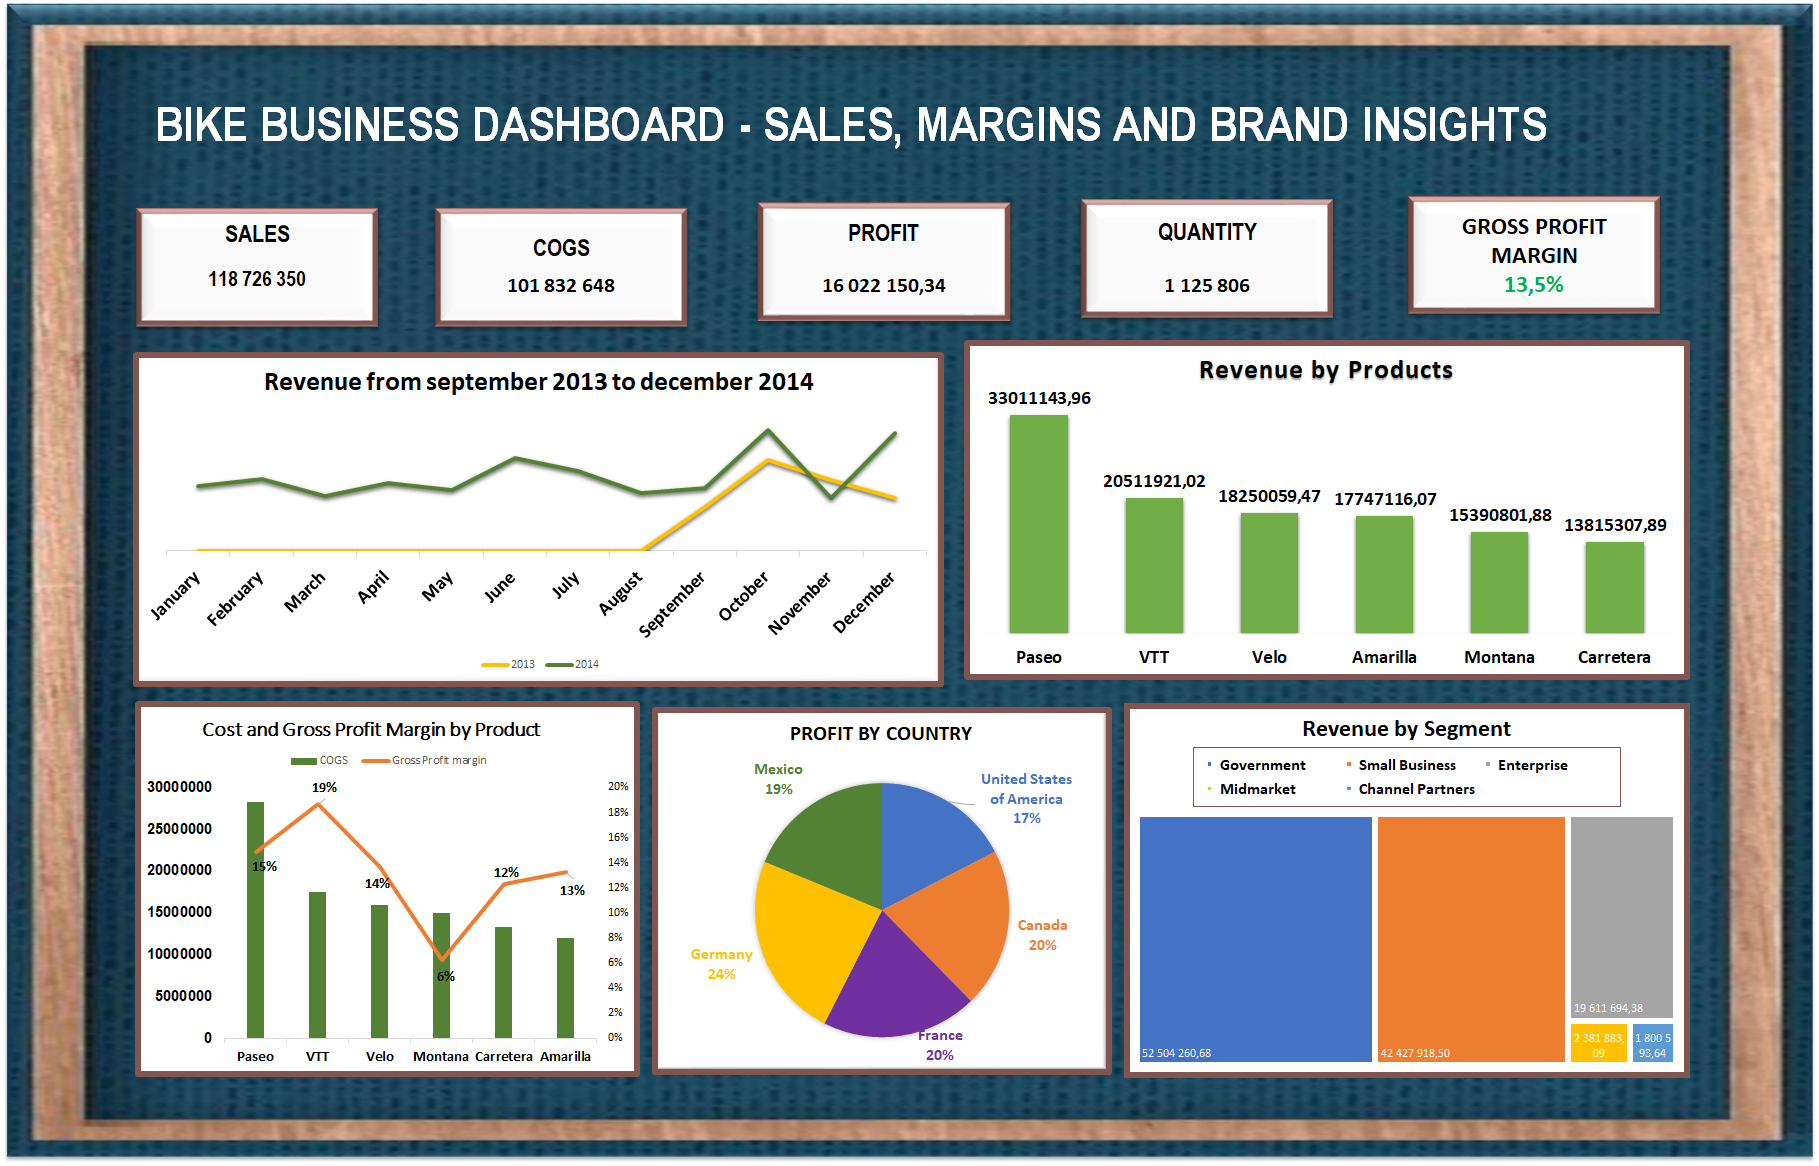 BIKE BUSINESS DASHBOARD - SALES, MARGINS AND BRAND INSIGHTS
SALES
118 726 350
COGS
101 832 648
PROFIT
16 022 150,34
QUANTITY
1 125 806
GROSS PROFIT
MARGIN
13,5%
Revenue from september 2013 to december 2014
January
February
March
April
May
June
July
August
September
October
November
December
2013
2014
Revenue by Products
33011143,96
20511921,02
18250059,47
17747116,07
15390801,88
13815307,89
Paseo
VTT
Velo
Amarilla
Montana
Carretera
Cost and Gross Profit Margin by Product
COGS
Gross Profit margin
30000000
25000000
20000000
15000000
10000000
5000000
0
19%
15%
14%
6%
12%
13%
20%
18%
16%
14%
12%
10%
8%
6%
4%
2%
0%
Paseo
VTT
Velo
Montana
Carretera
Amarilla
PROFIT BY COUNTRY
Mexico
19%
United States
of America
17%
Canada
20%
Germany
24%
France
20%
Revenue by Segment
Government
Small Business
Enterprise
Midmarket
Channel Partners
52 504 260,68
42 427 918,50
19 611 694,38
2 381 883,
09
1 800 5
93,64